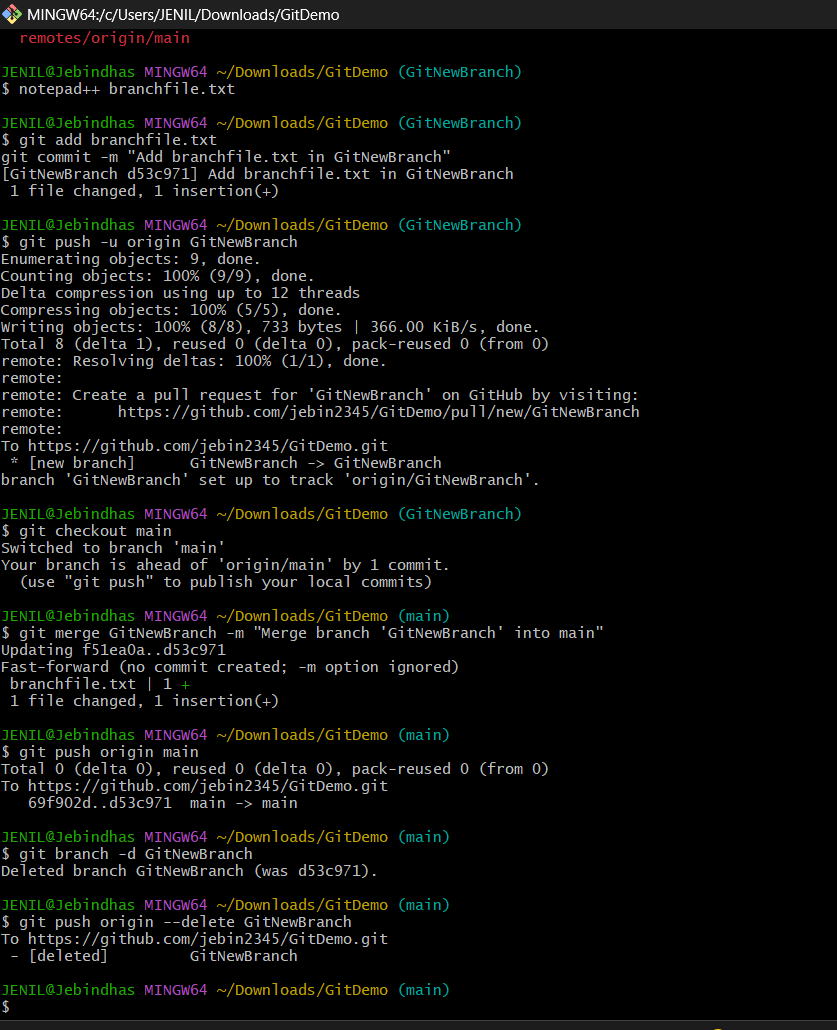 MINGW64:/c/Users/JENIL/Downloads/GitDemo
  remotes/origin/main
JENIL@Jebindhas MINGW64 ~/Downloads/GitDemo (GitNewBranch)
$ notepad++ branchfile.txt
JENIL@Jebindhas MINGW64 ~/Downloads/GitDemo (GitNewBranch)
$ git add branchfile.txt
git commit -m "Add branchfile.txt in GitNewBranch"
[GitNewBranch d53c971] Add branchfile.txt in GitNewBranch
 1 file changed, 1 insertion(+)
JENIL@Jebindhas MINGW64 ~/Downloads/GitDemo (GitNewBranch)
$ git push -u origin GitNewBranch
Enumerating objects: 9, done.
Counting objects: 100% (9/9), done.
Delta compression using up to 12 threads
Compressing objects: 100% (5/5), done.
Writing objects: 100% (8/8), 733 bytes | 366.00 KiB/s, done.
Total 8 (delta 1), reused 0 (delta 0), pack-reused 0 (from 0)
remote: Resolving deltas: 100% (1/1), done.
remote:
remote: Create a pull request for 'GitNewBranch' on GitHub by visiting:
remote:      https://github.com/jebin2345/GitDemo/pull/new/GitNewBranch
remote:
To https://github.com/jebin2345/GitDemo.git
 * [new branch]      GitNewBranch -> GitNewBranch
branch 'GitNewBranch' set up to track 'origin/GitNewBranch'.
JENIL@Jebindhas MINGW64 ~/Downloads/GitDemo (GitNewBranch)
$ git checkout main
Switched to branch 'main'
Your branch is ahead of 'origin/main' by 1 commit.
  (use "git push" to publish your local commits)
JENIL@Jebindhas MINGW64 ~/Downloads/GitDemo (main)
$ git merge GitNewBranch -m "Merge branch 'GitNewBranch' into main"
Updating f51ea0a..d53c971
Fast-forward (no commit created; -m option ignored)
 branchfile.txt | 1 +
 1 file changed, 1 insertion(+)
JENIL@Jebindhas MINGW64 ~/Downloads/GitDemo (main)
$ git push origin main
Total 0 (delta 0), reused 0 (delta 0), pack-reused 0 (from 0)
To https://github.com/jebin2345/GitDemo.git
   69f902d..d53c971  main -> main
JENIL@Jebindhas MINGW64 ~/Downloads/GitDemo (main)
$ git branch -d GitNewBranch
Deleted branch GitNewBranch (was d53c971).
JENIL@Jebindhas MINGW64 ~/Downloads/GitDemo (main)
$ git push origin --delete GitNewBranch
To https://github.com/jebin2345/GitDemo.git
 - [deleted]         GitNewBranch
JENIL@Jebindhas MINGW64 ~/Downloads/GitDemo (main)
$